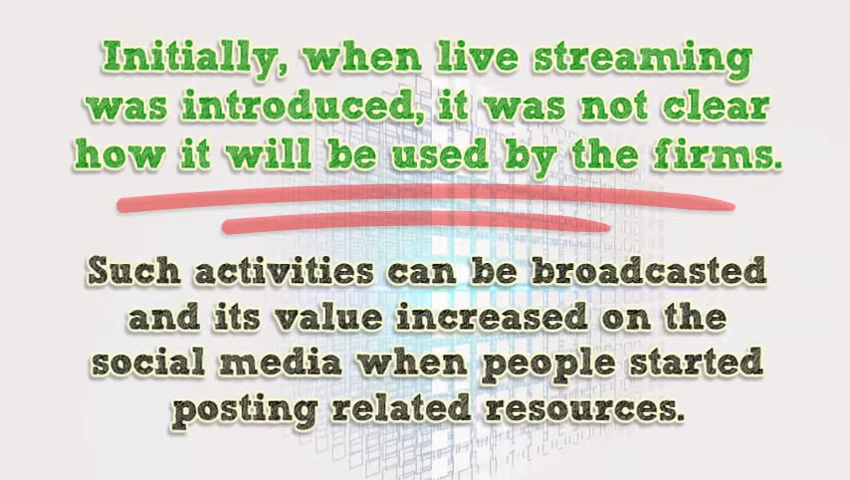 Initially, when live streaming
was introduced, it was not clear
how it will be used by the firms.
Such activities can be broadcasted
and its value increased on the
social media when people started
posting related resources.